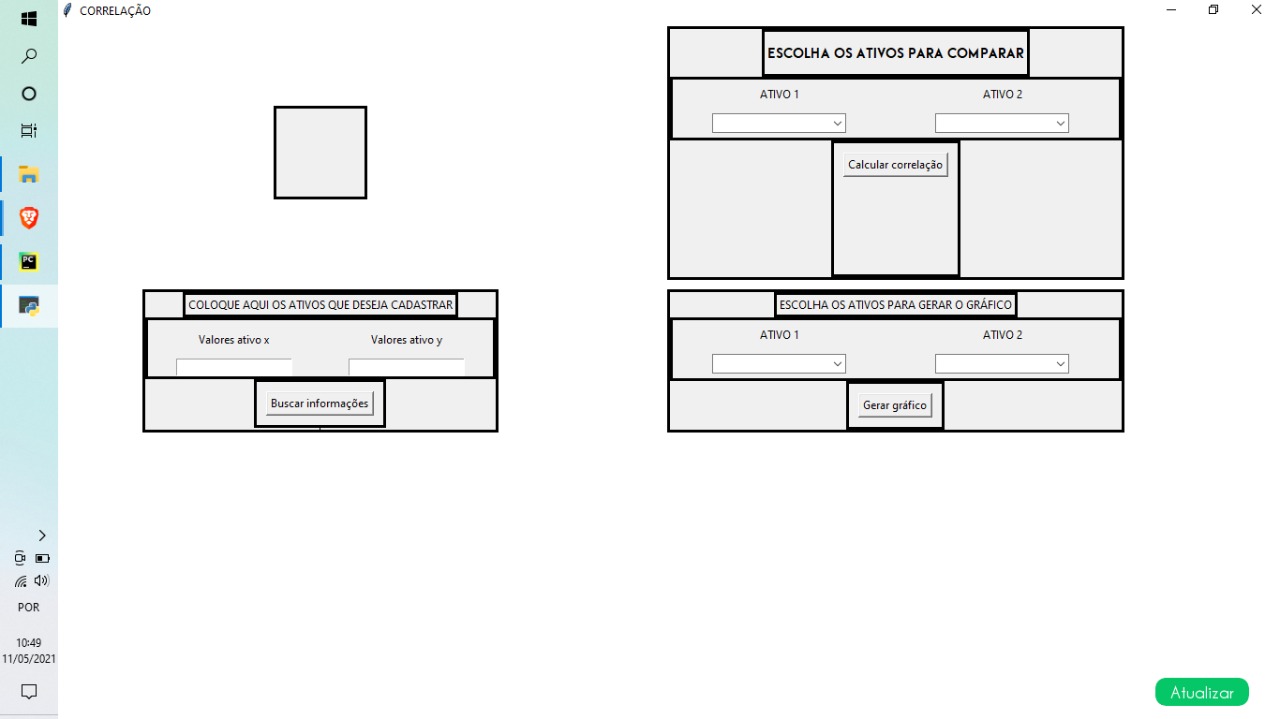 CORRELAÇÃO
ESCOLHA OS ATIVOS PARA COMPARAR
ATIVO 1
ATIVO 2
Calcular correlação
COLOQUE AQUI OS ATIVOS QUE DESEJA CADASTRAR
Valores ativo x
Valores ativo y
Buscar informações
ESCOLHA OS ATIVOS PARA GERAR O GRÁFICO
ATIVO 1
ATIVO 2
Gerar gráfico
PC
POR
10:49
11/05/2021
Atualizar